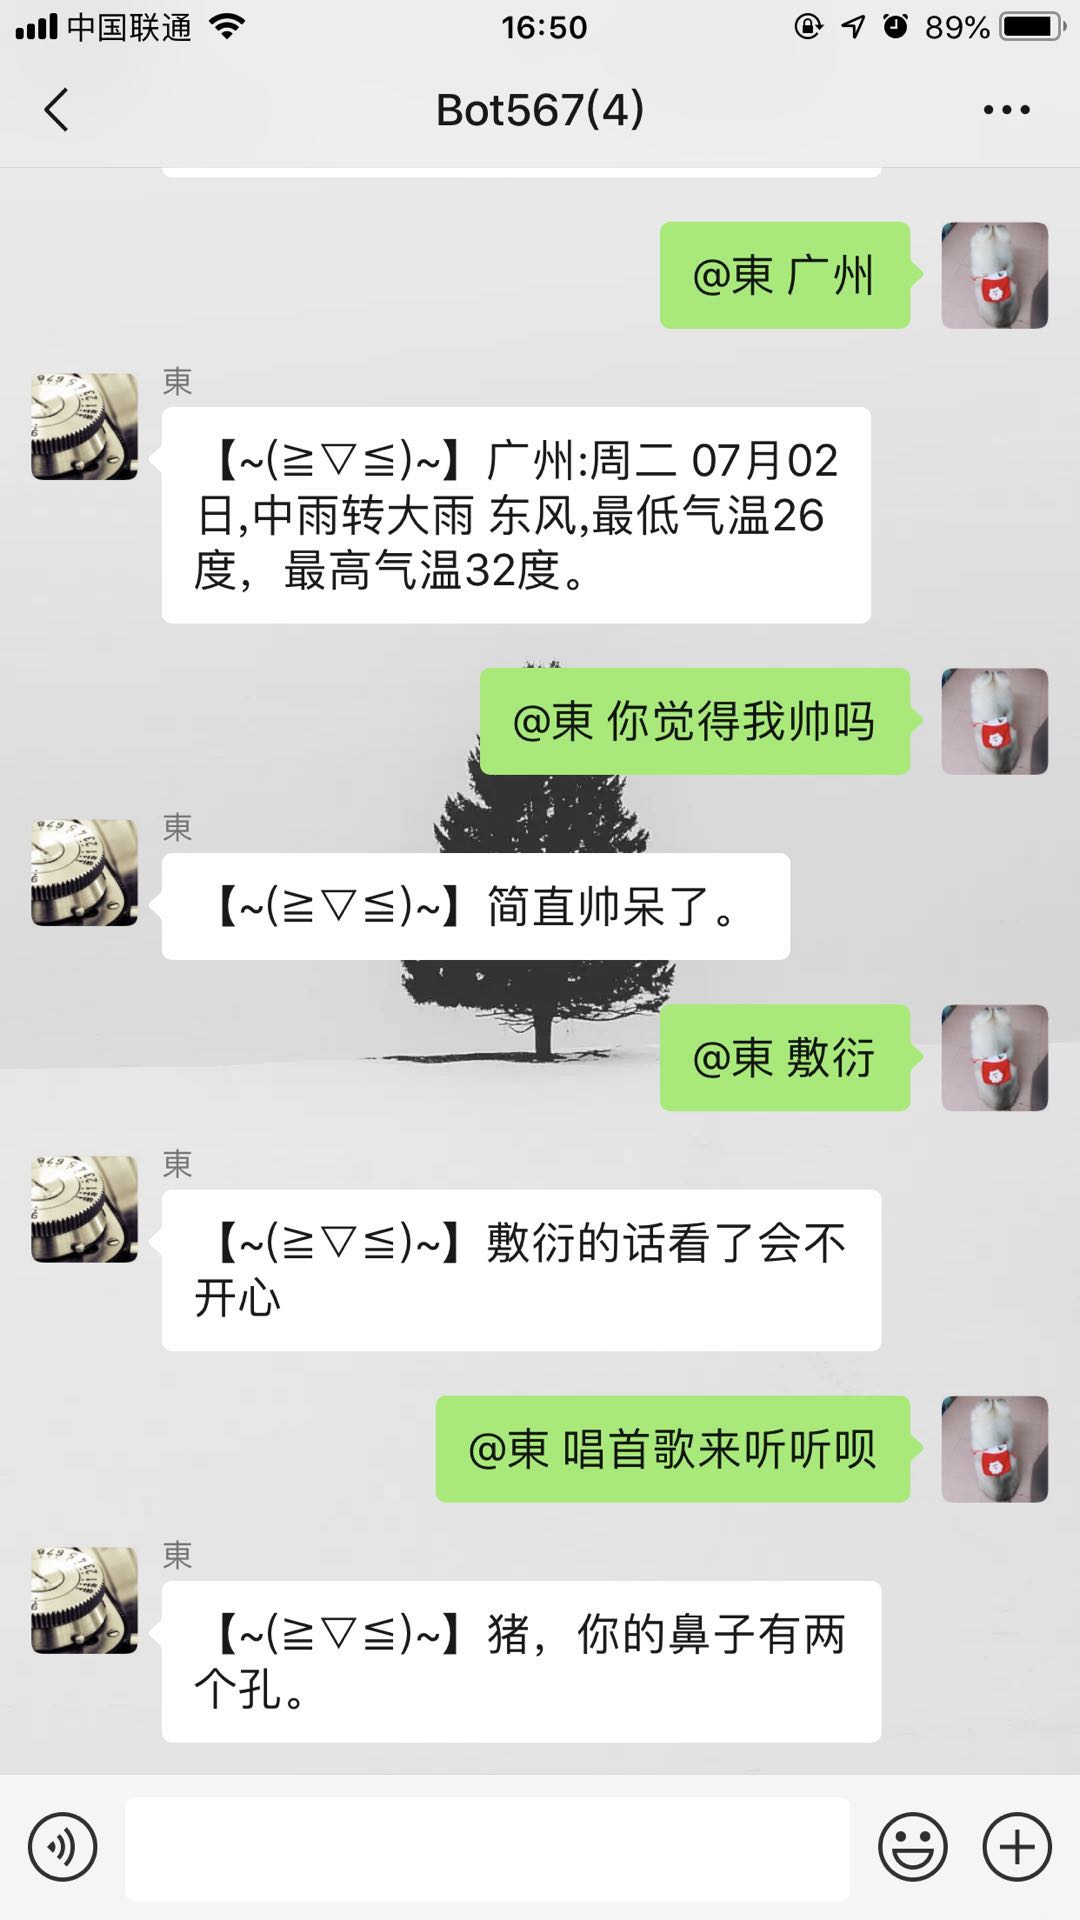 中国联通
16:50
89%
Bot567(4)
@東 广州
東
【~(≧▽≦)~】广州:周二 07月02
日,中雨转大雨 东风,最低气温26
度，最高气温32度。
@東 你觉得我帅吗
東
【~(≧▽≦)~】简直帅呆了。
@東 敷衍
東
【~(≧▽≦)~】敷衍的话看了会不
开心
@東 唱首歌来听听呗
東
【~(≧▽≦)~】猪，你的鼻子有两
个孔。